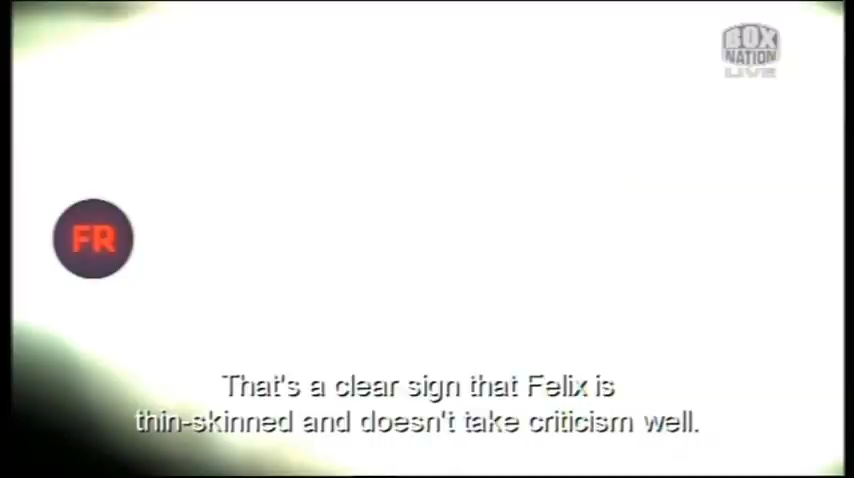 BOX
NATION
LIVE
FR
That's a clear sign that Felix is
thin-skinned and doesn't take criticism well.